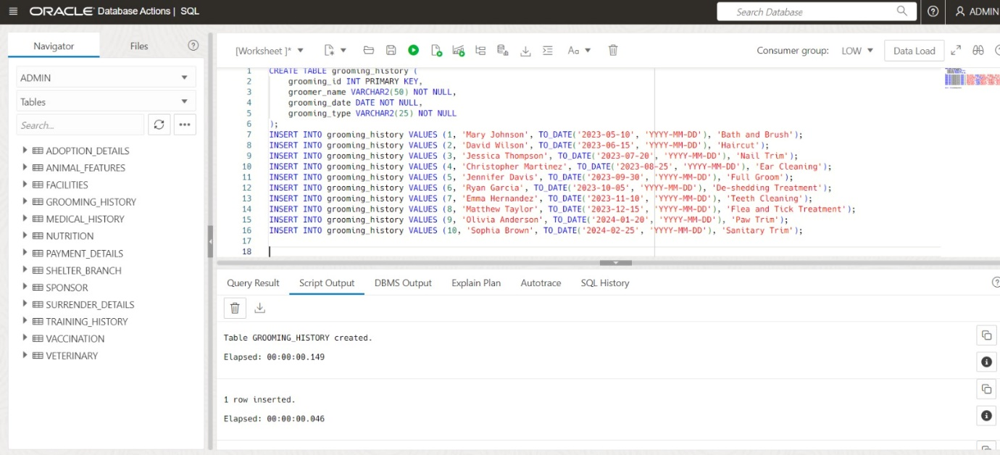 ORACLE Database Actions | SQL
Search Database
ADMIN
Navigator
Files
ADMIN
Tables
Search...
ADOPTION_DETAILS
ANIMAL_FEATURES
FACILITIES
GROOMING_HISTORY
MEDICAL_HISTORY
NUTRITION
PAYMENT_DETAILS
SHELTER_BRANCH
SPONSOR
SURRENDER_DETAILS
TRAINING_HISTORY
VACCINATION
VETERINARY
[Worksheet ]*
Aa
Consumer group: LOW
Data Load
1 CREATE TABLE grooming_history (
2 grooming_id INT PRIMARY KEY,
3 groomer_name VARCHAR2(50) NOT NULL,
4 grooming_date DATE NOT NULL,
5 grooming_type VARCHAR2(25) NOT NULL
6 );
7 INSERT INTO grooming_history VALUES (1, 'Mary Johnson', TO_DATE('2023-05-10', 'YYYY-MM-DD'), 'Bath and Brush');
8 INSERT INTO grooming_history VALUES (2, 'David Wilson', TO_DATE('2023-06-15', 'YYYY-MM-DD'), 'Haircut');
9 INSERT INTO grooming_history VALUES (3, 'Jessica Thompson', TO_DATE('2023-07-20', 'YYYY-MM-DD'), 'Nail Trim');
10 INSERT INTO grooming_history VALUES (4, 'Christopher Martinez', TO_DATE('2023-08-25', 'YYYY-MM-DD'), 'Ear Cleaning');
11 INSERT INTO grooming_history VALUES (5, 'Jennifer Davis', TO_DATE('2023-09-30', 'YYYY-MM-DD'), 'Full Groom');
12 INSERT INTO grooming_history VALUES (6, 'Ryan Garcia', TO_DATE('2023-10-05', 'YYYY-MM-DD'), 'De-shedding Treatment');
13 INSERT INTO grooming_history VALUES (7, 'Emma Hernandez', TO_DATE('2023-11-10', 'YYYY-MM-DD'), 'Teeth Cleaning');
14 INSERT INTO grooming_history VALUES (8, 'Matthew Taylor', TO_DATE('2023-12-15', 'YYYY-MM-DD'), 'Flea and Tick Treatment');
15 INSERT INTO grooming_history VALUES (9, 'Olivia Anderson', TO_DATE('2024-01-20', 'YYYY-MM-DD'), 'Paw Trim');
16 INSERT INTO grooming_history VALUES (10, 'Sophia Brown', TO_DATE('2024-02-25', 'YYYY-MM-DD'), 'Sanitary Trim');
17
18
Query Result
Script Output
DBMS Output
Explain Plan
Autotrace
SQL History
Table GROOMING_HISTORY created.
Elapsed: 00:00:00.149
1 row inserted.
Elapsed: 00:00:00.046